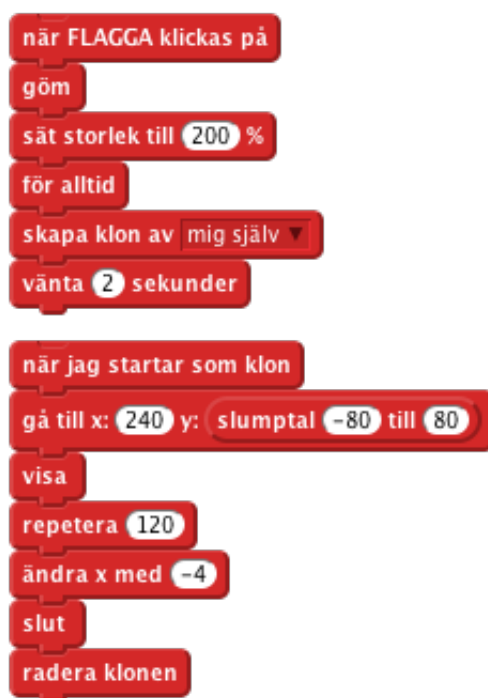 när FLAGGA klickas på
göm
sät storlek till 200 %
för alltid
skapa klon av mig själv
vänta 2 sekunder
när jag startar som klon
gå till x: 240 y: slumptal -80 till 80
visa
repetera 120
ändra x med -4
slut
radera klonen